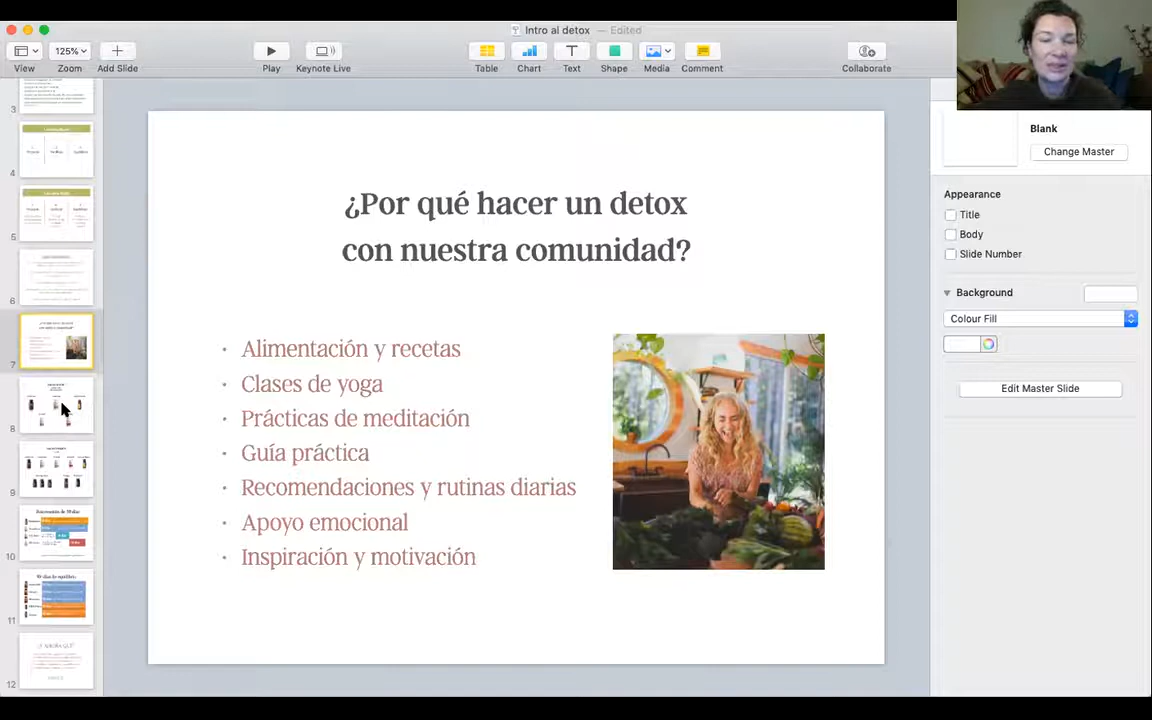 Intro al detox — Edited
125%
View
Zoom
Add Slide
Play
Keynote Live
Table
Chart
Text
Shape
Media
Comment
Collaborate
3
4
5
6
7
8
9
10
11
12
¿Por qué hacer un detox
con nuestra comunidad?
· Alimentación y recetas
· Clases de yoga
· Prácticas de meditación
· Guía práctica
· Recomendaciones y rutinas diarias
· Apoyo emocional
· Inspiración y motivación
Blank
Change Master
Appearance
Title
Body
Slide Number
Background
Colour Fill
Edit Master Slide